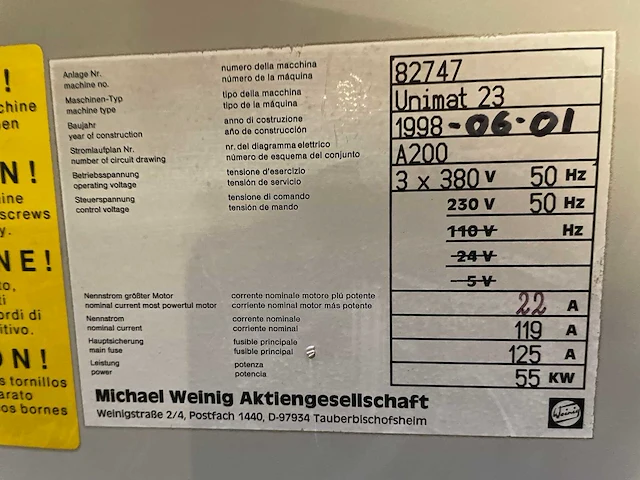 !
chine
en
N!
ine
screws
y.
NE!
to,
ti
ordi di
itivo.
ON!
s tornillos
arato
os bornes
Anlage Nr. numero della macchina
machine no. número de la máquina 82747
Maschinen-Typ tipo della macchina
machine type tipo de la máquina Unimat 23
Baujahr anno di costruzione
year of construction año de construcción 1998-06-01
Stromlaufplan Nr. nr. del diagramma elettrico
number of circuit drawing número de esquema del conjunto A200
Betriebsspannung tensione d'esercizio
operating voltage tensión de servicio 3 x 380 V 50 Hz
Steuerspannung tensione di comando
control voltage tensión de mando 230 V 50 Hz
110 V Hz
24 V
5 V
Nennstrom größter Motor corrente nominale motore più potente
nominal current most powertul motor corriente nominal motor más potente 22 A
Nennstrom corrente nominale
nominal current corriente nominal 119 A
Hauptsicherung fusible principale
main fuse fusible principal 125 A
Leistung potenza
power potencia 55 KW
Michael Weinig Aktiengesellschaft
Weinigstraße 2/4, Postfach 1440, D-97934 Tauberbischofsheim
Weinig